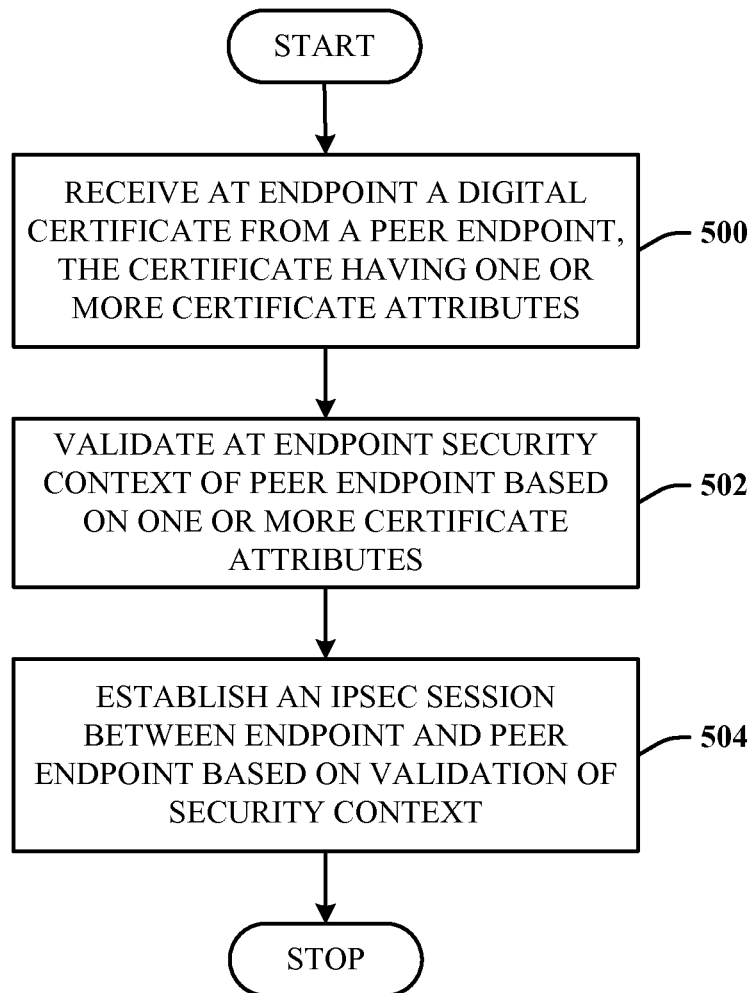 START
RECEIVE AT ENDPOINT A DIGITAL
CERTIFICATE FROM A PEER ENDPOINT,
THE CERTIFICATE HAVING ONE OR
MORE CERTIFICATE ATTRIBUTES
500
VALIDATE AT ENDPOINT SECURITY
CONTEXT OF PEER ENDPOINT BASED
ON ONE OR MORE CERTIFICATE
ATTRIBUTES
502
ESTABLISH AN IPSEC SESSION
BETWEEN ENDPOINT AND PEER
ENDPOINT BASED ON VALIDATION OF
SECURITY CONTEXT
504
STOP